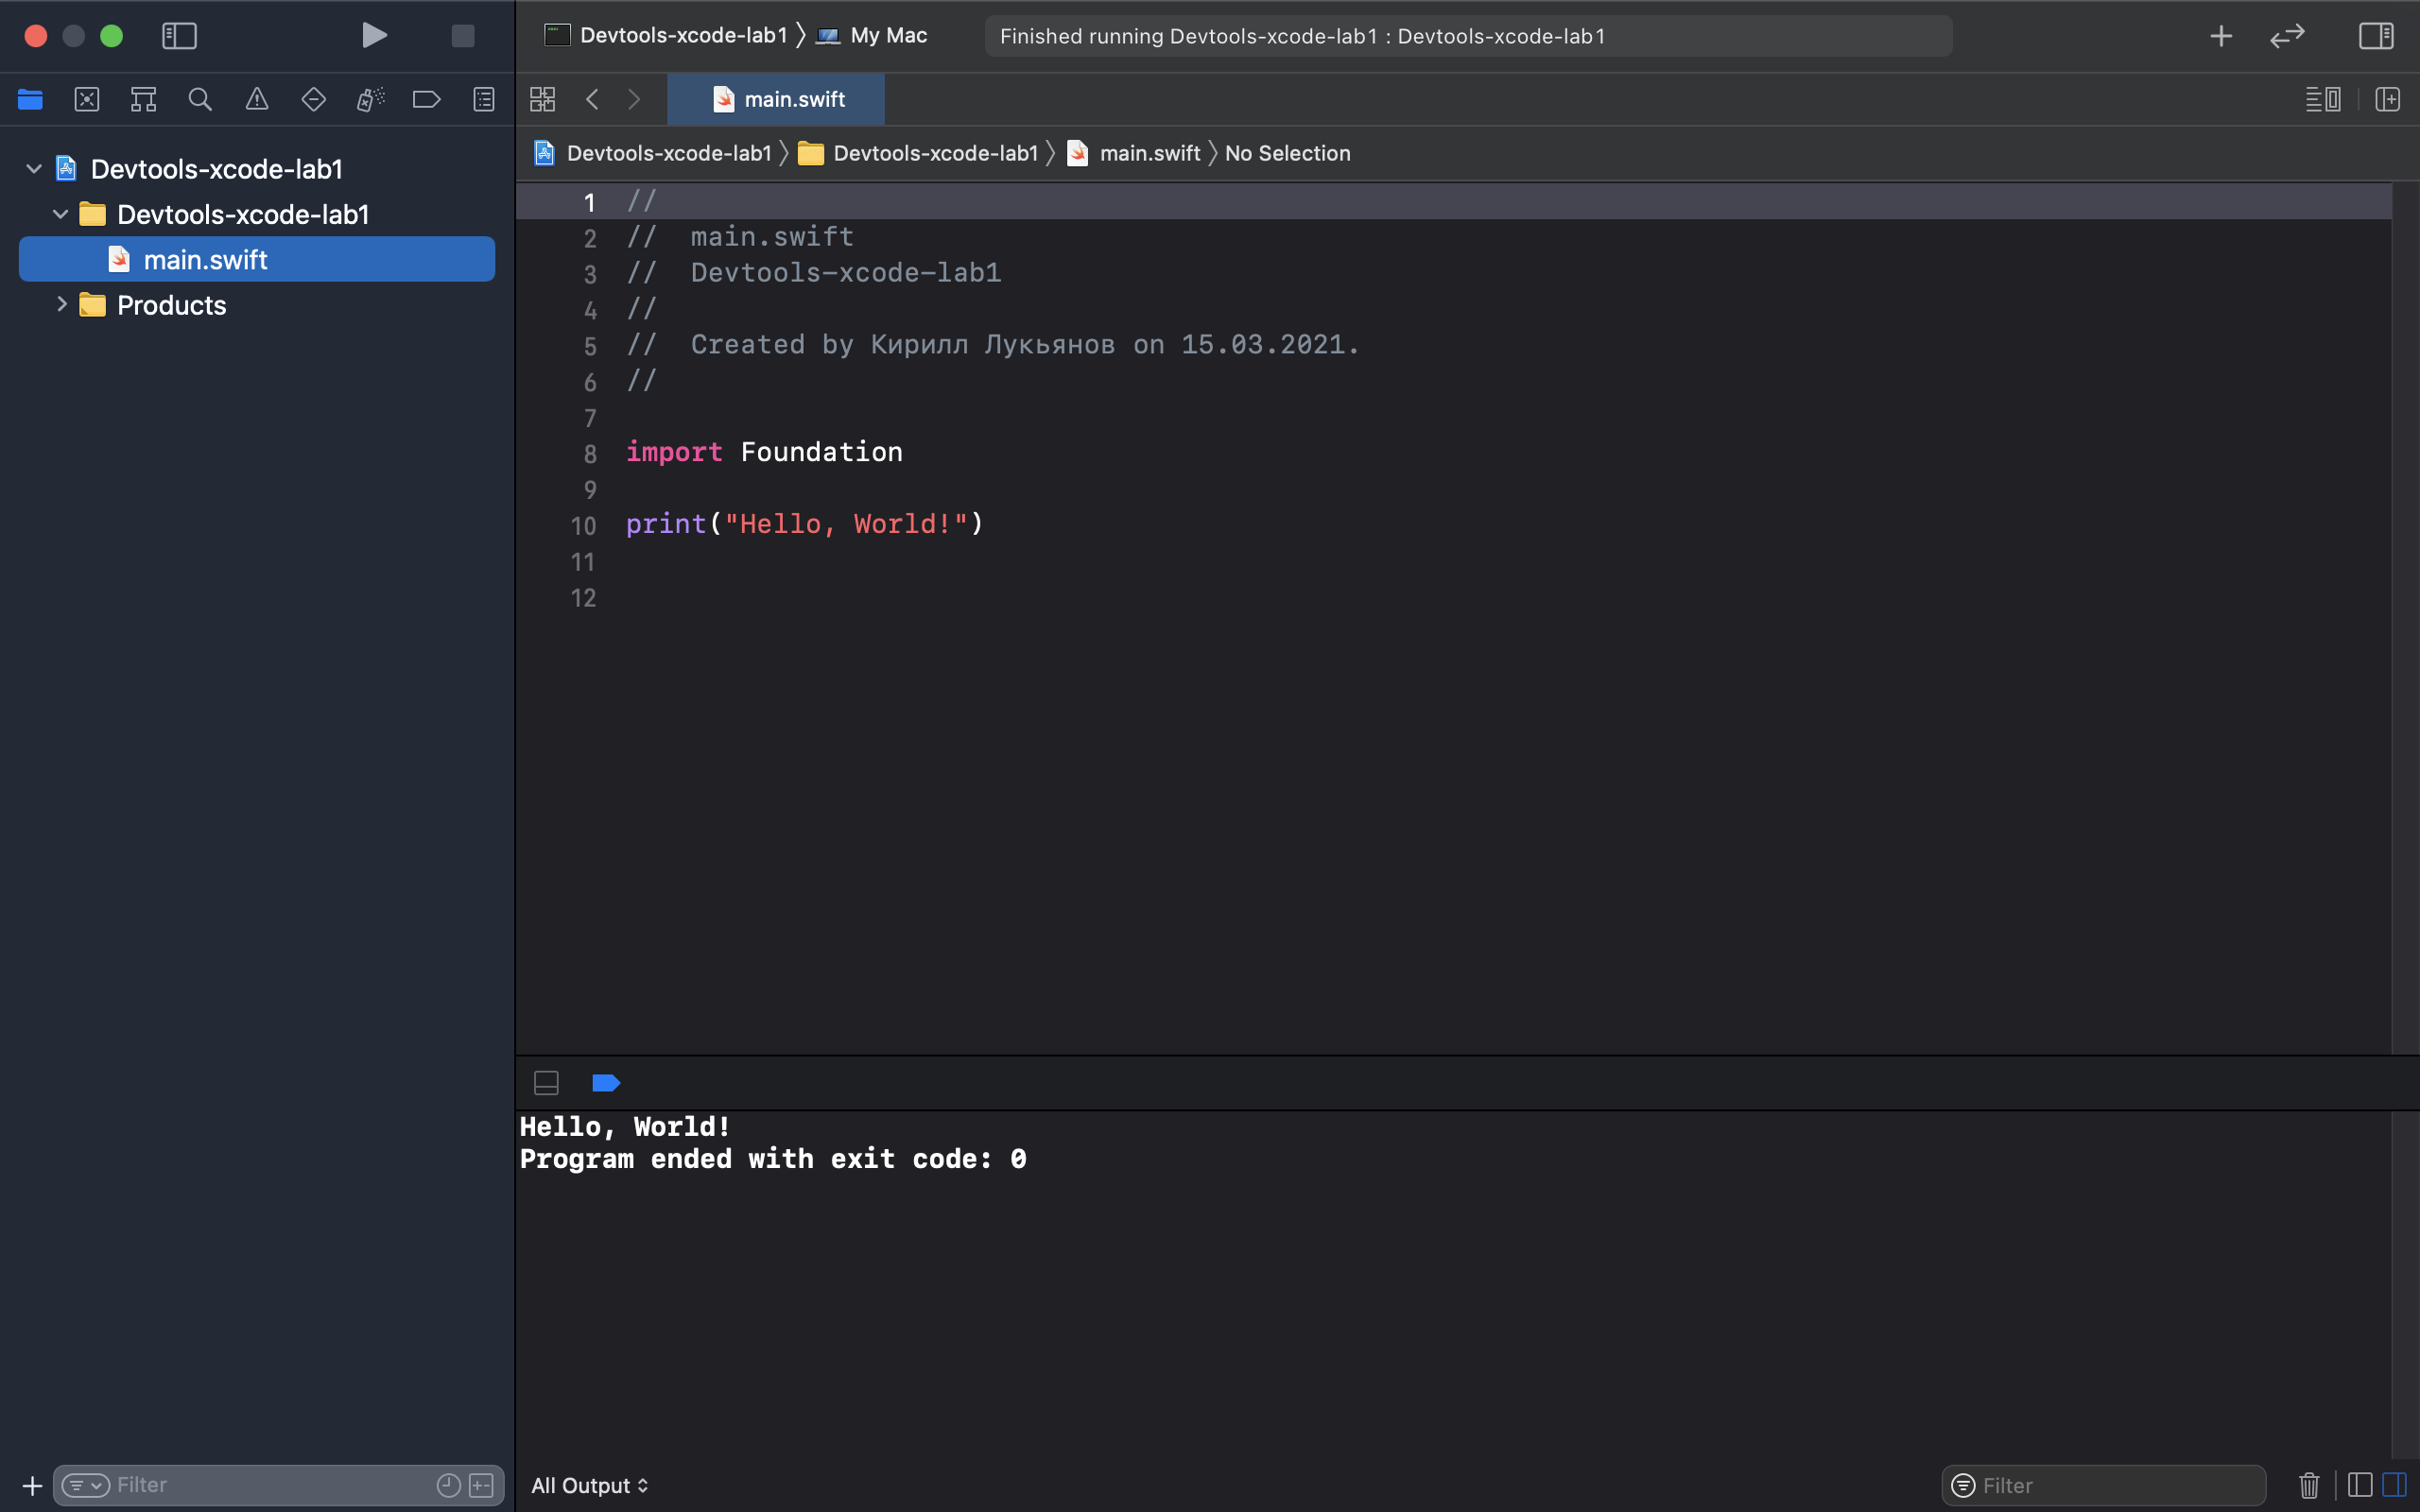 Devtools-xcode-lab1 My Mac
Finished running Devtools-xcode-lab1 : Devtools-xcode-lab1
main.swift
Devtools-xcode-lab1 Devtools-xcode-lab1 main.swift No Selection
Devtools-xcode-lab1
Devtools-xcode-lab1
main.swift
Products
1 //
2 //  main.swift
3 //  Devtools-xcode-lab1
4 //
5 //  Created by Кирилл Лукьянов on 15.03.2021.
6 //
7
8 import Foundation
9
10 print("Hello, World!")
11
12
Hello, World!
Program ended with exit code: 0
Filter
All Output
Filter